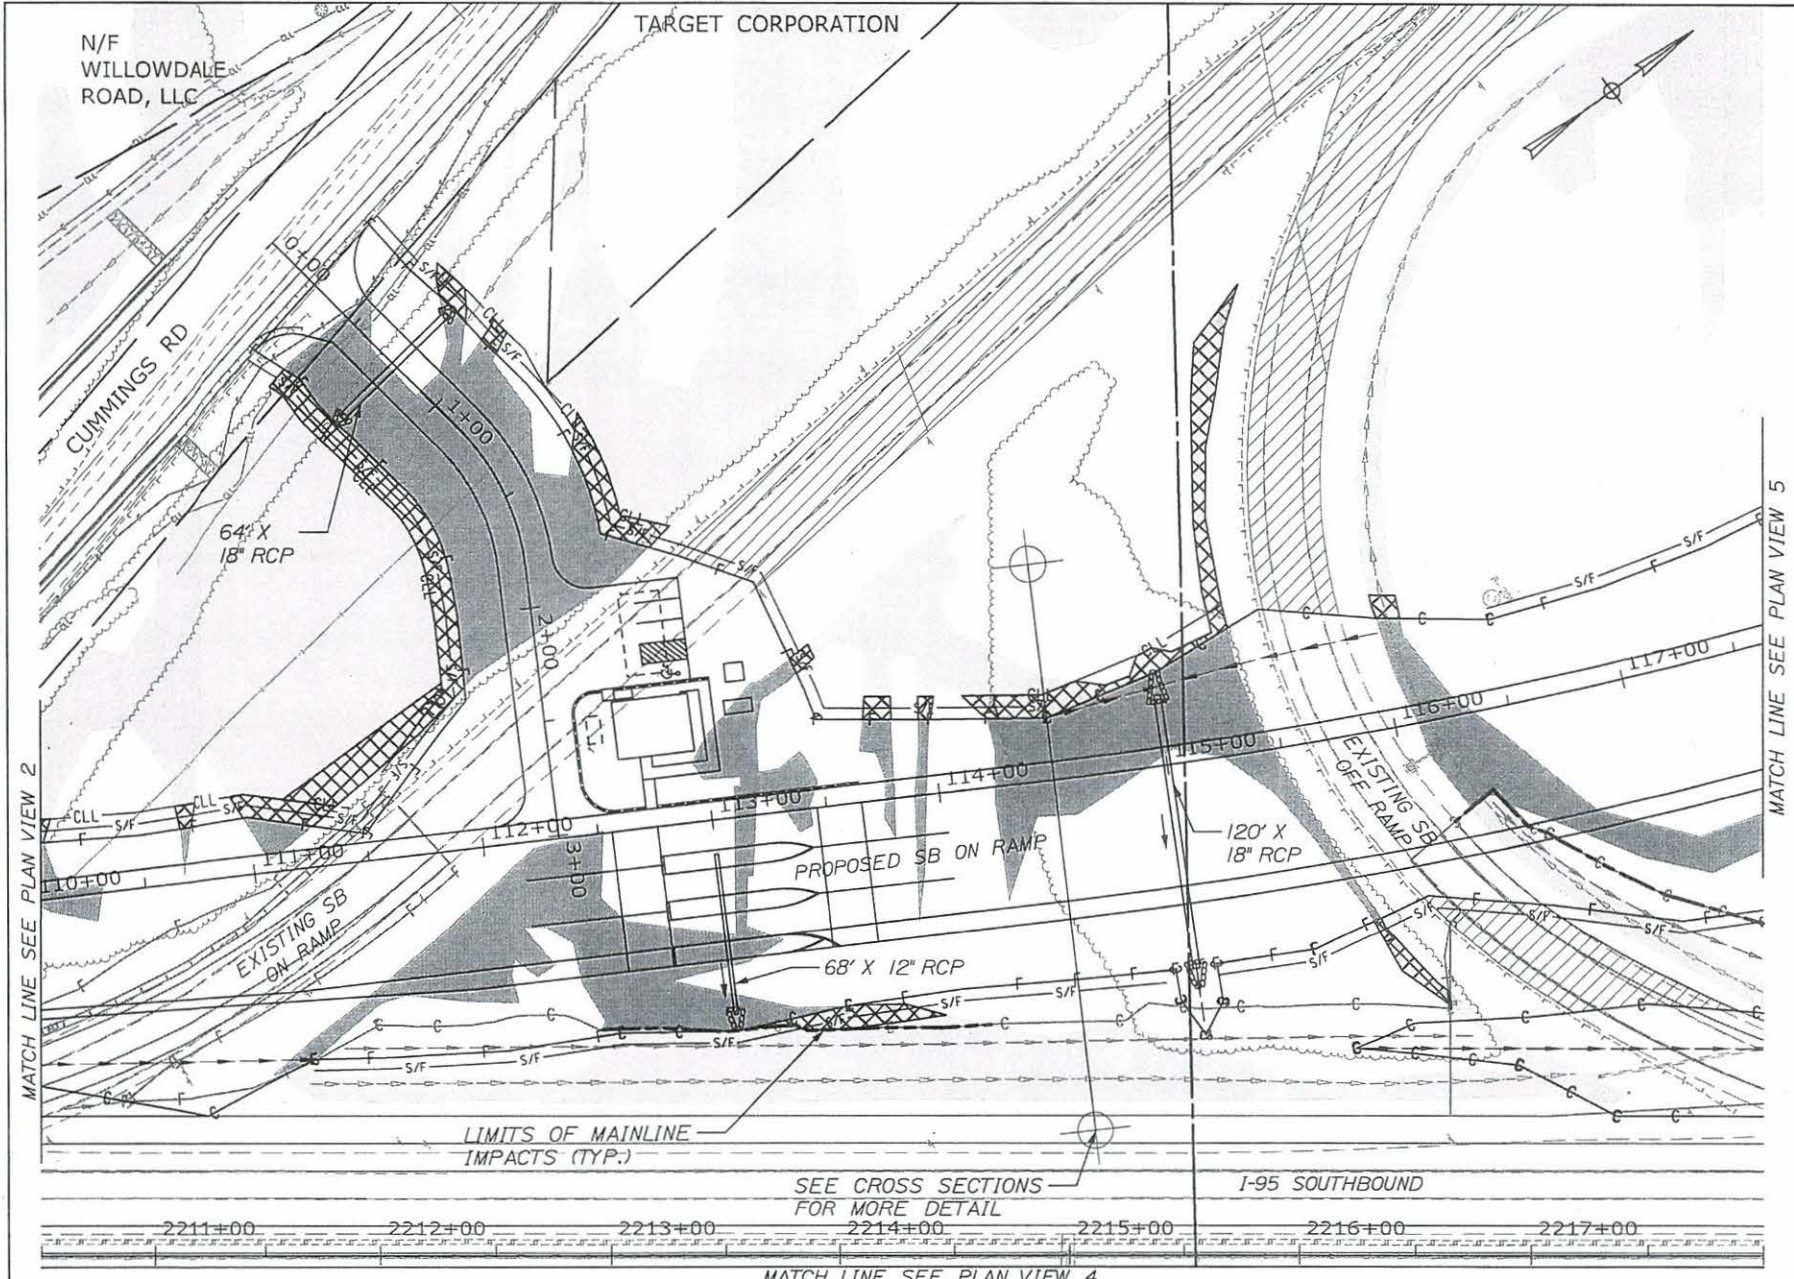 TARGET CORPORATION
N/F
WILLOWDALE
ROAD, LLC
CUMMINGS RD
0+00
1+00
2+00
3+00
64' X
18" RCP
MATCH LINE SEE PLAN VIEW 2
MATCH LINE SEE PLAN VIEW 5
110+00
111+00
112+00
113+00
114+00
115+00
116+00
117+00
EXISTING SB
ON RAMP
PROPOSED SB ON RAMP
EXISTING SB
OFF RAMP
120' X
18" RCP
68' X 12" RCP
CLL
S/F
F
C
LIMITS OF MAINLINE
IMPACTS (TYP.)
SEE CROSS SECTIONS
FOR MORE DETAIL
I-95 SOUTHBOUND
2211+00
2212+00
2213+00
2214+00
2215+00
2216+00
2217+00
MATCH LINE SEE PLAN VIEW 4